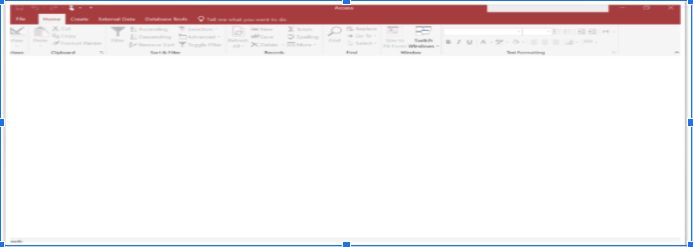 Access
File Home Create External Data Database Tools Tell me what you want to do
Cut Ascending Selection New Totals Replace
Copy Descending Advanced Save Spelling Go To
View Paste Format Painter Filter Remove Sort Toggle Filter Refresh All Delete More Find Select Size to Fit Form Switch Windows B I U A
Views Clipboard Sort & Filter Records Find Window Text Formatting